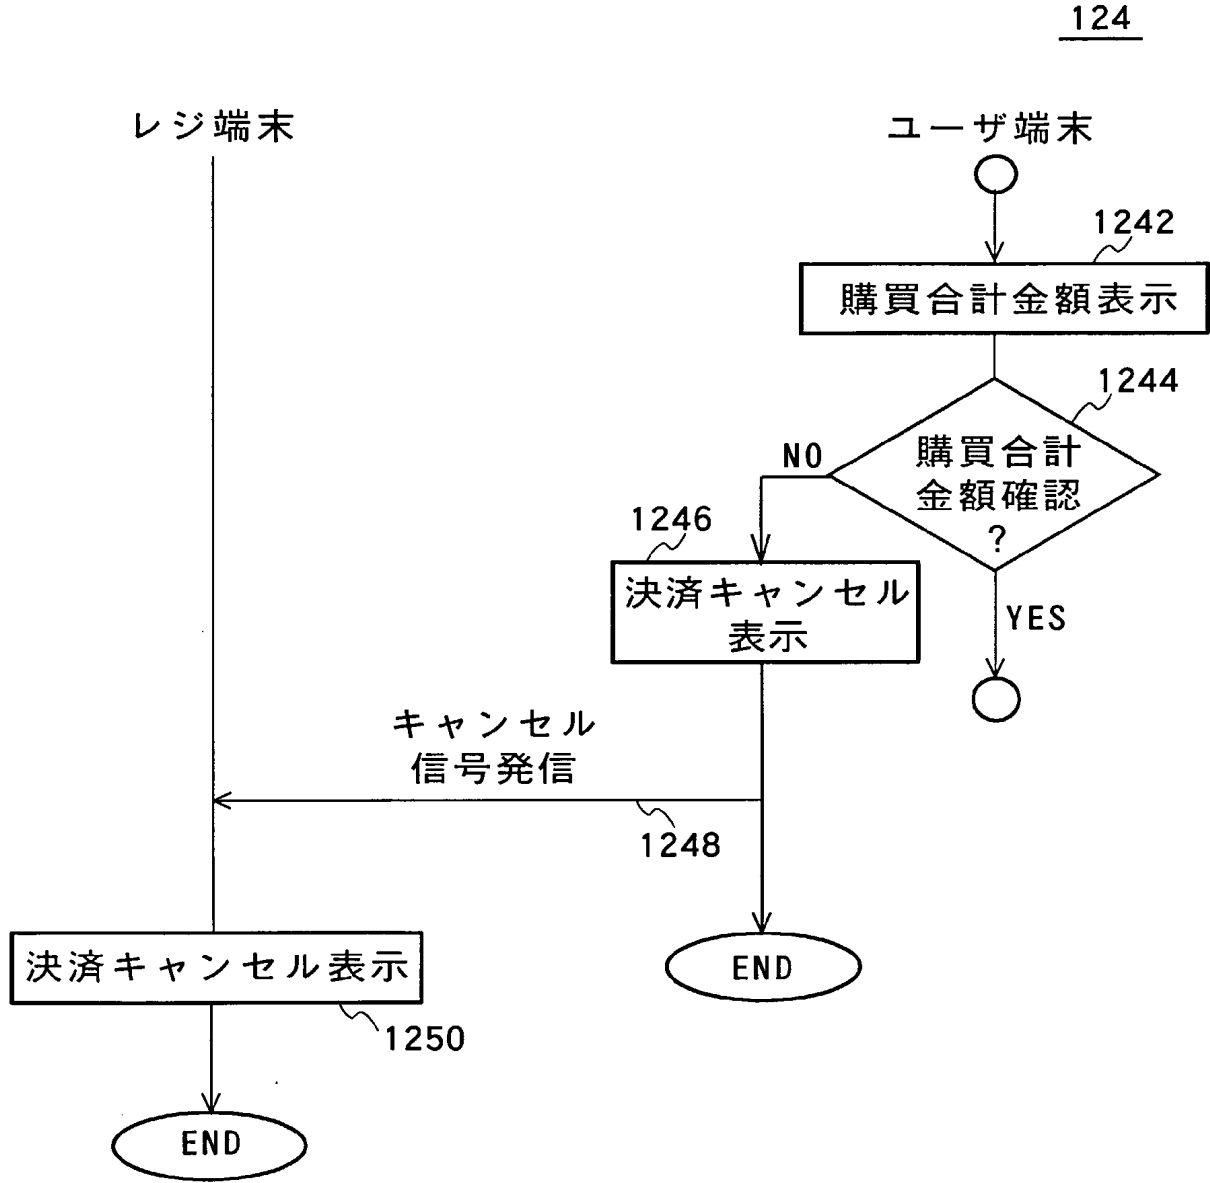 124
レジ端末
ユーザ端末
1242
購買合計金額表示
1244
購買合計
金額確認
?
NO
YES
1246
決済キャンセル
表示
キャンセル
信号発信
1248
決済キャンセル表示
1250
END
END